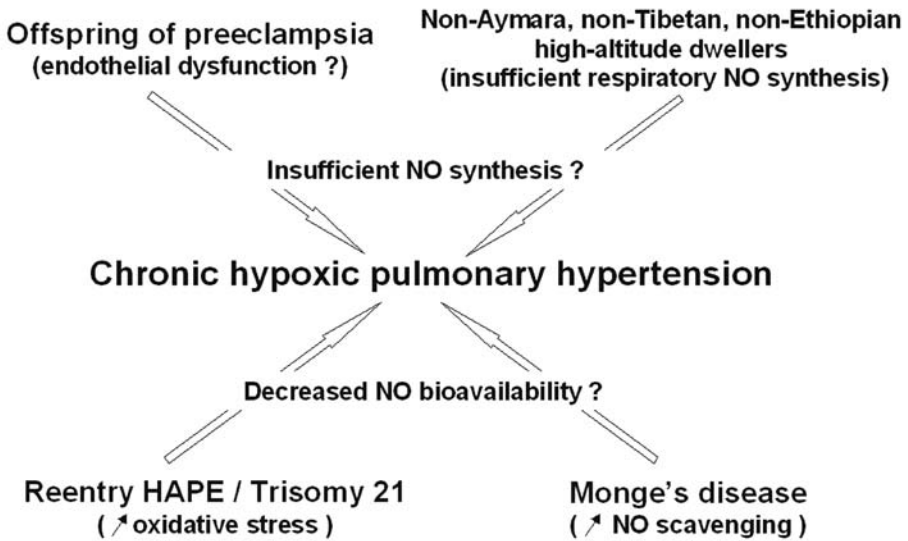 Offspring of preeclampsia
(endothelial dysfunction ?)
Non-Aymara, non-Tibetan, non-Ethiopian
high-altitude dwellers
(insufficient respiratory NO synthesis)
Insufficient NO synthesis ?
Chronic hypoxic pulmonary hypertension
Decreased NO bioavailability ?
Reentry HAPE / Trisomy 21
( ↗ oxidative stress )
Monge's disease
( ↗ NO scavenging )